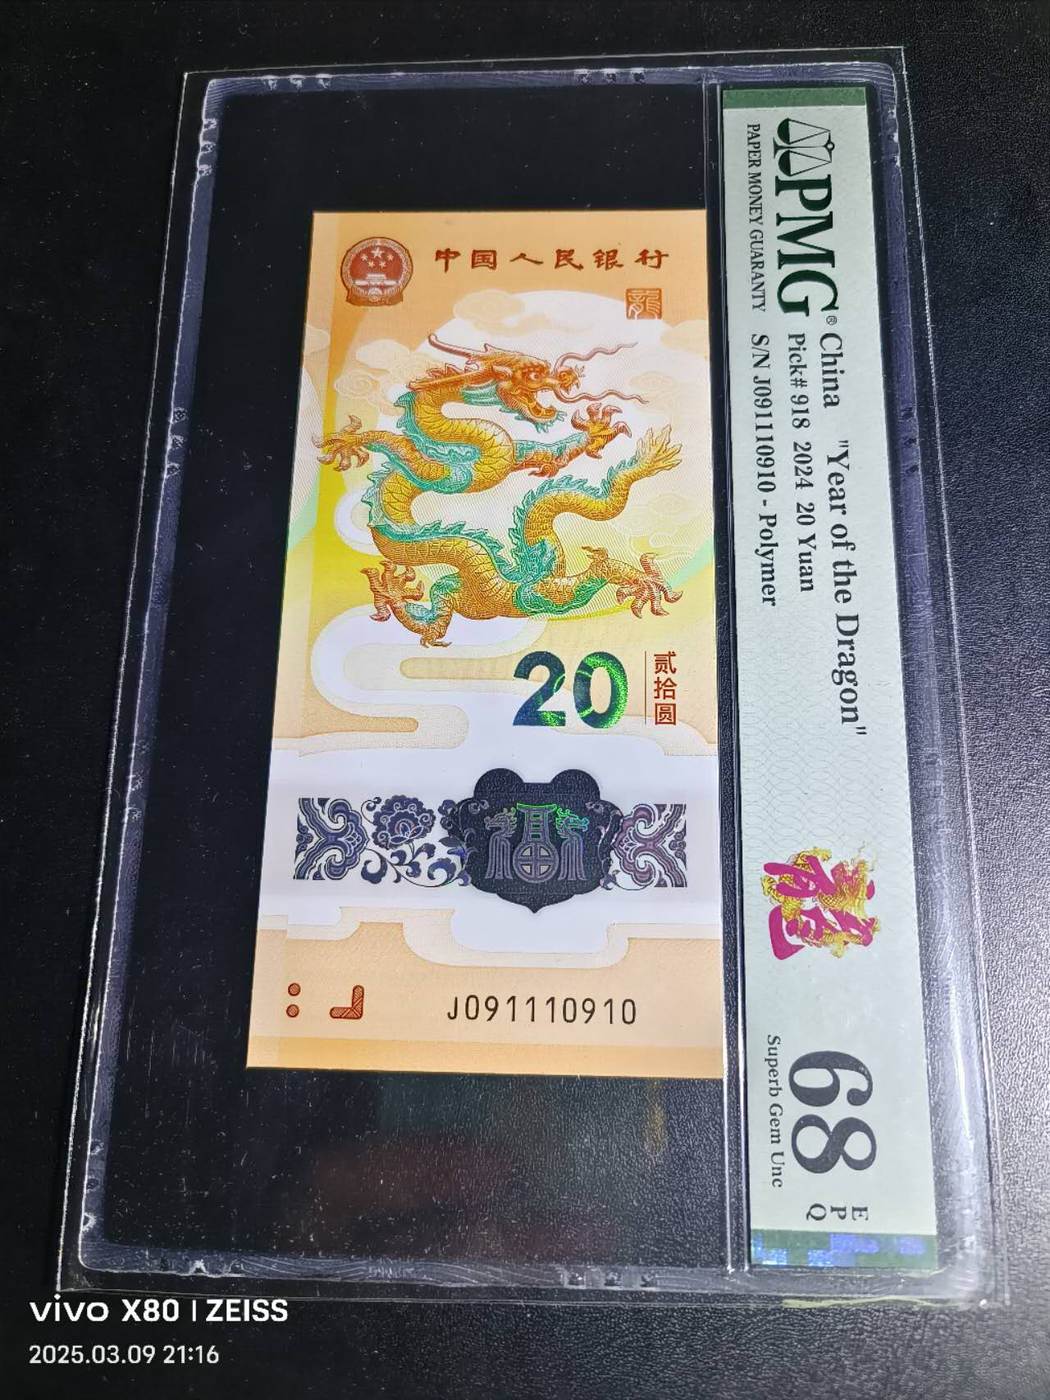 中国人民银行
龍
20
贰拾圆
J091110910
PMG®
PAPER MONEY GUARANTY
China "Year of the Dragon"
Pick# 918 2024 20 Yuan
S/N J091110910 - Polymer
68
EPQ
Superb Gem Unc
vivo X80 | ZEISS
2025.03.09 21:16